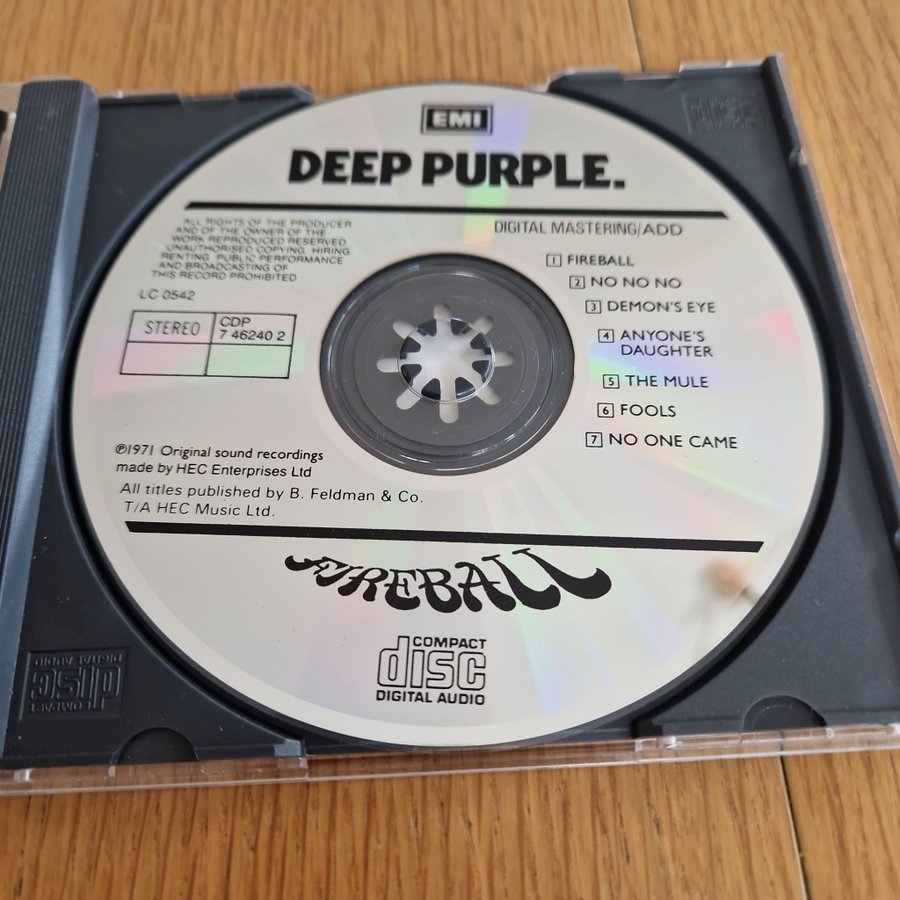 EMI
DEEP PURPLE.
ALL RIGHTS OF THE PRODUCER
AND OF THE OWNER OF THE
WORK REPRODUCED RESERVED
UNAUTHORISED COPYING, HIRING
RENTING, PUBLIC PERFORMANCE
AND BROADCASTING OF
THIS RECORD PROHIBITED
LC 0542
STEREO
CDP
7 46240 2
DIGITAL MASTERING/ADD
1 FIREBALL
2 NO NO NO
3 DEMON'S EYE
4 ANYONE'S
DAUGHTER
5 THE MULE
6 FOOLS
7 NO ONE CAME
℗1971 Original sound recordings
made by HEC Enterprises Ltd
All titles published by B. Feldman & Co.
T/A HEC Music Ltd.
FIREBALL
COMPACT
disc
DIGITAL AUDIO
COMPACT
disc
DIGITAL AUDIO